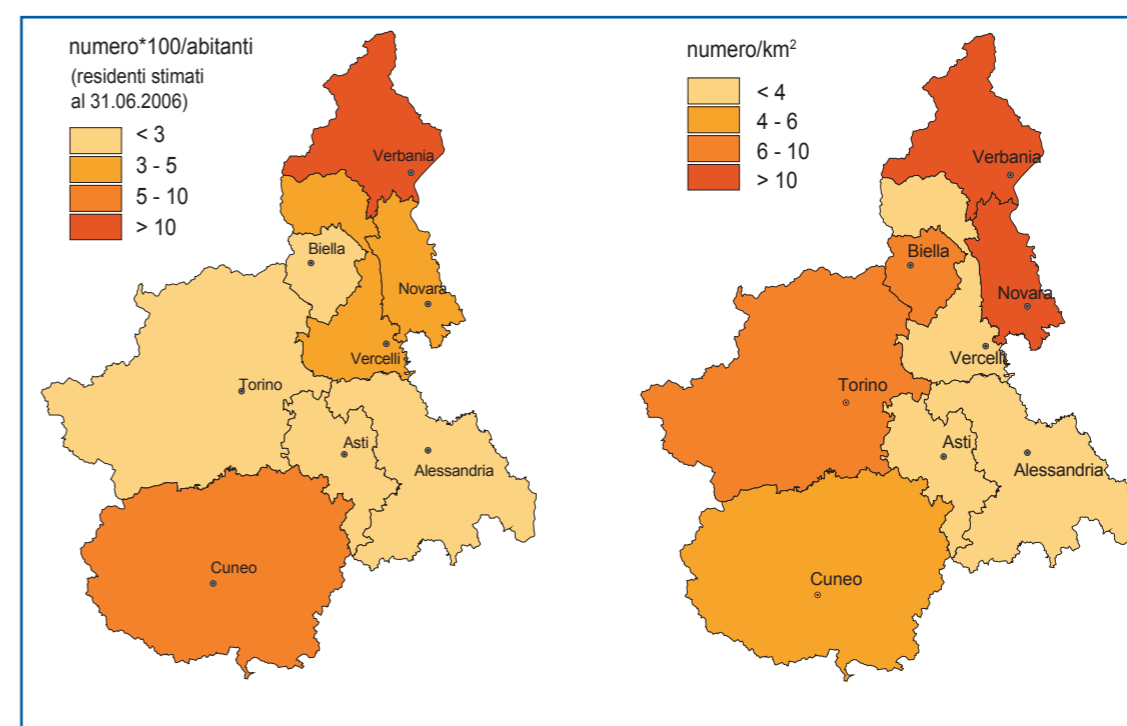 numero*100/abitanti
(residenti stimati
al 31.06.2006)
< 3
3 - 5
5 - 10
> 10
Verbania
Biella
Novara
Vercelli
Torino
Asti
Alessandria
Cuneo
numero/km²
< 4
4 - 6
6 - 10
> 10
Verbania
Biella
Novara
Vercelli
Torino
Asti
Alessandria
Cuneo